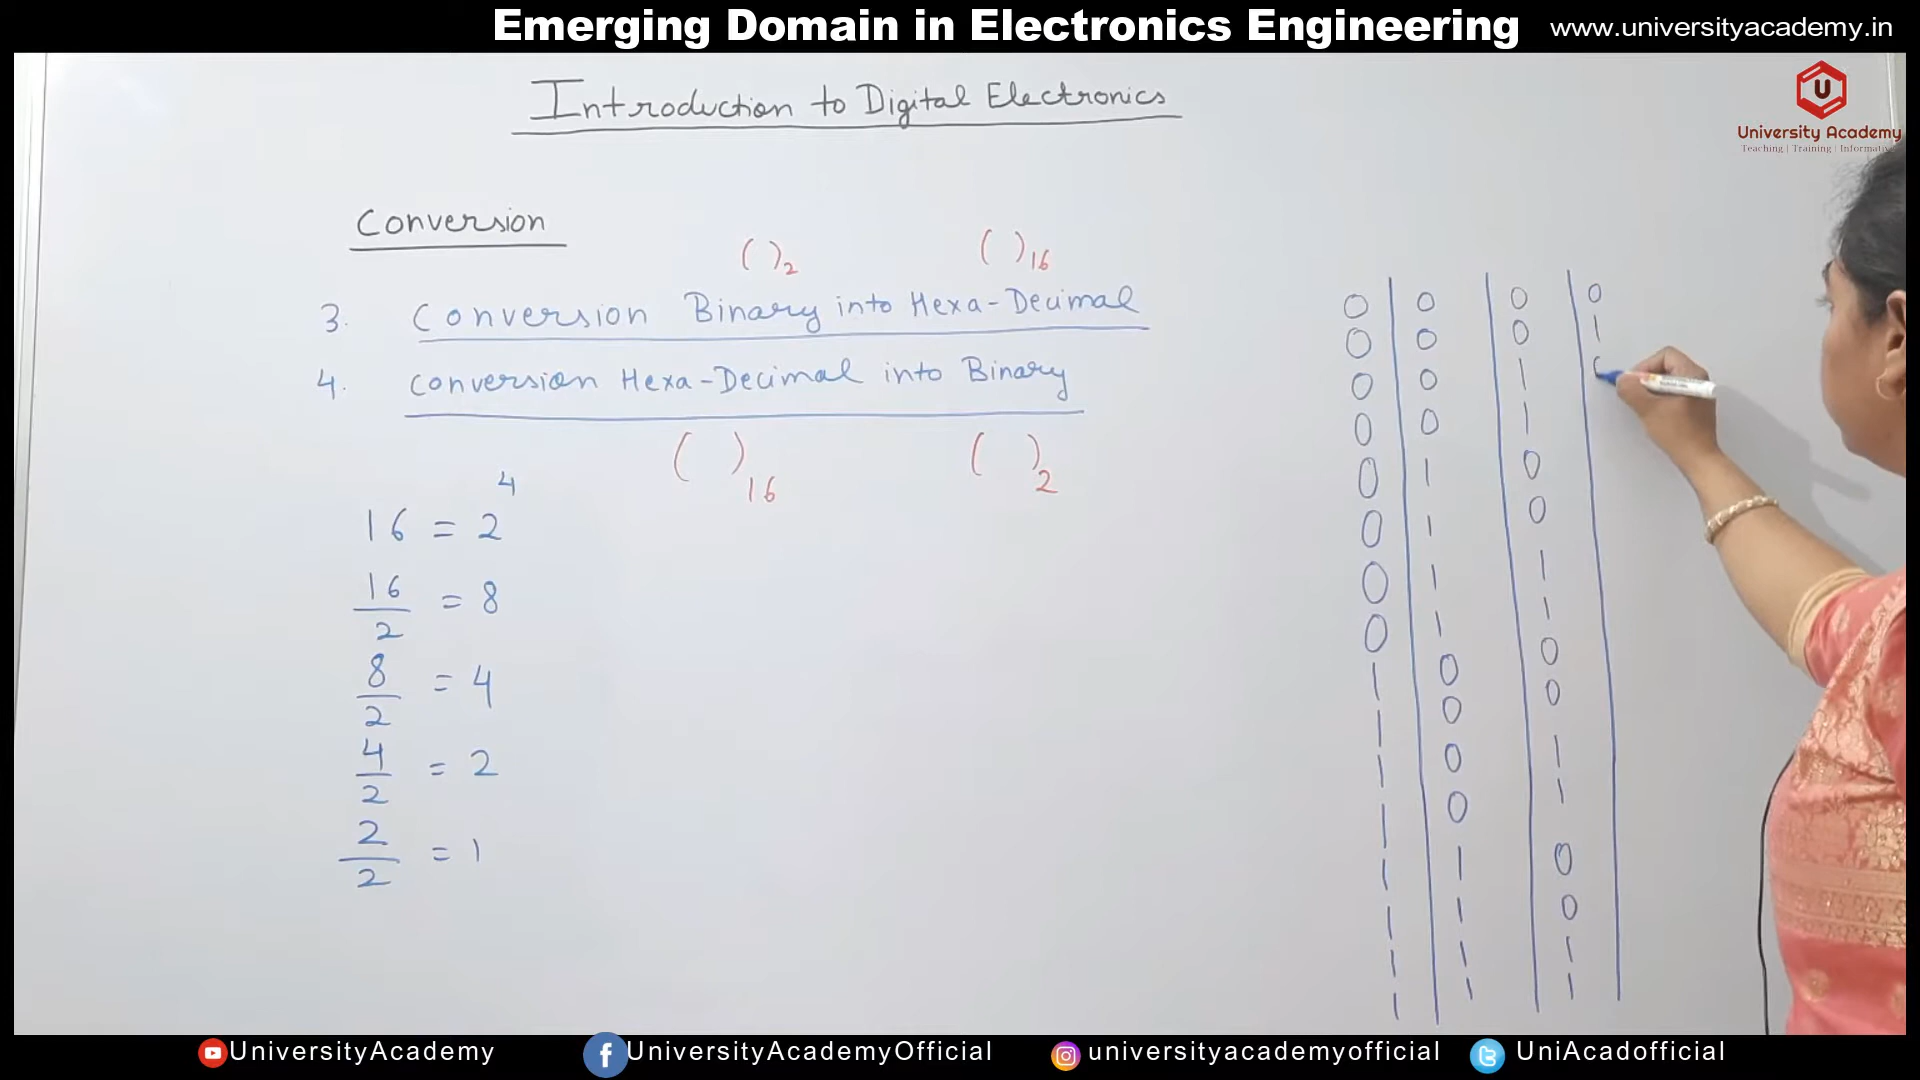 Emerging Domain in Electronics Engineering www.universityacademy.in
Introduction to Digital Electronics
U
University Academy
Teaching | Training | Informative
Conversion
( )2 ( )16
3. Conversion Binary into Hexa-Decimal
4. Conversion Hexa-Decimal into Binary
( )16 ( )2
16 = 2^4
16/2 = 8
8/2 = 4
4/2 = 2
2/2 = 1
0 0 0 0
0 0 0 1
0 0 1 0
0 0 1
0 1 0
0 1 0
0 1 1
0 1 1
1 0 0
1 0 0
1 0 1
1 0 1
1 1 0
1 1 0
1 1 1
1 1 1
UniversityAcademy UniversityAcademyOfficial universityacademyofficial UniAcadofficial